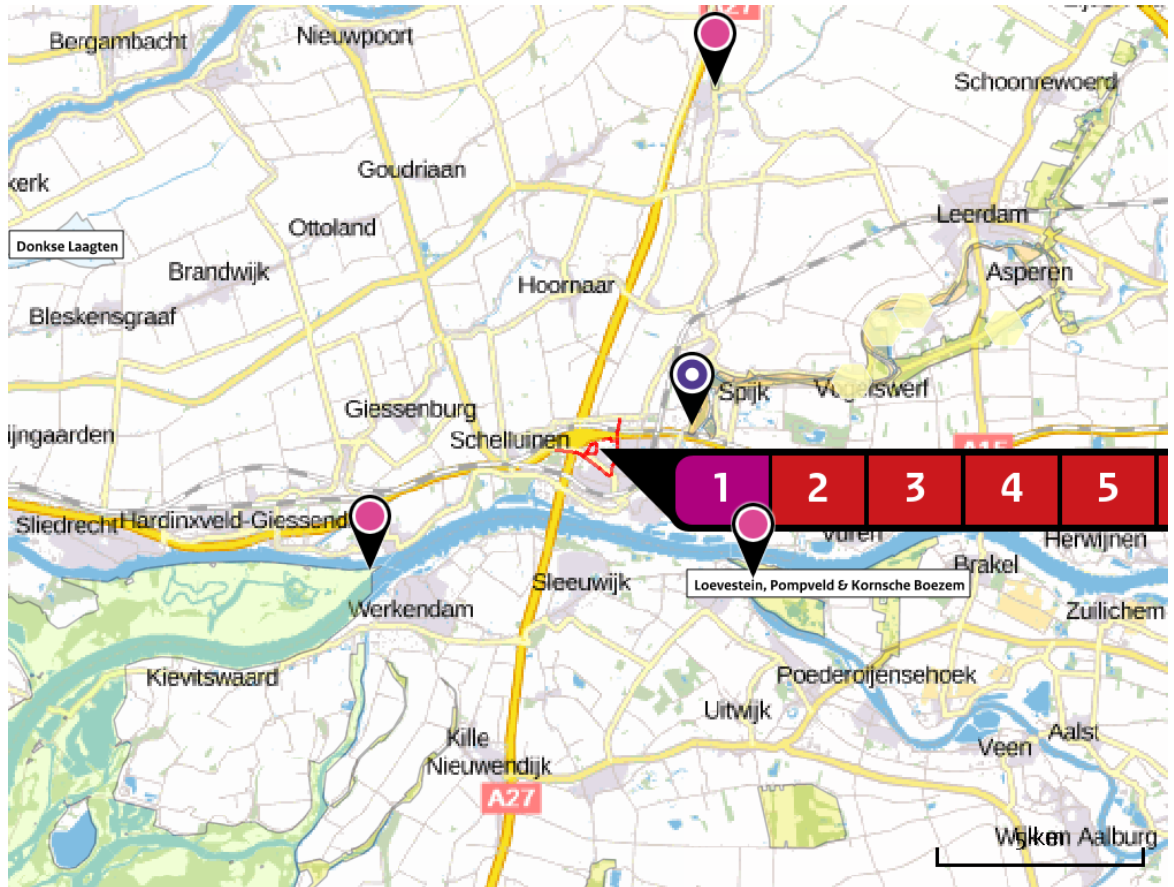 A27
Bergambacht
Nieuwpoort
Schoonrewoerd
Goudriaan
Leerdam
Ottoland
Donkse Laagten
Asperen
Brandwijk
Hoornaar
Bleskensgraaf
Spijk
Giessenburg
ijngaarden
Schelluinen
A15
1 2 3 4 5
Sliedrecht
Hardinxveld-Giessend
Vuren
Herwijnen
Brakel
Sleeuwijk
Loevestein, Pompveld & Kornsche Boezem
Werkendam
Zuilichem
Kievitswaard
Poederoijensehoek
Uitwijk
Kille
Aalst
Veen
Nieuwendijk
A27
Aalburg
5 km